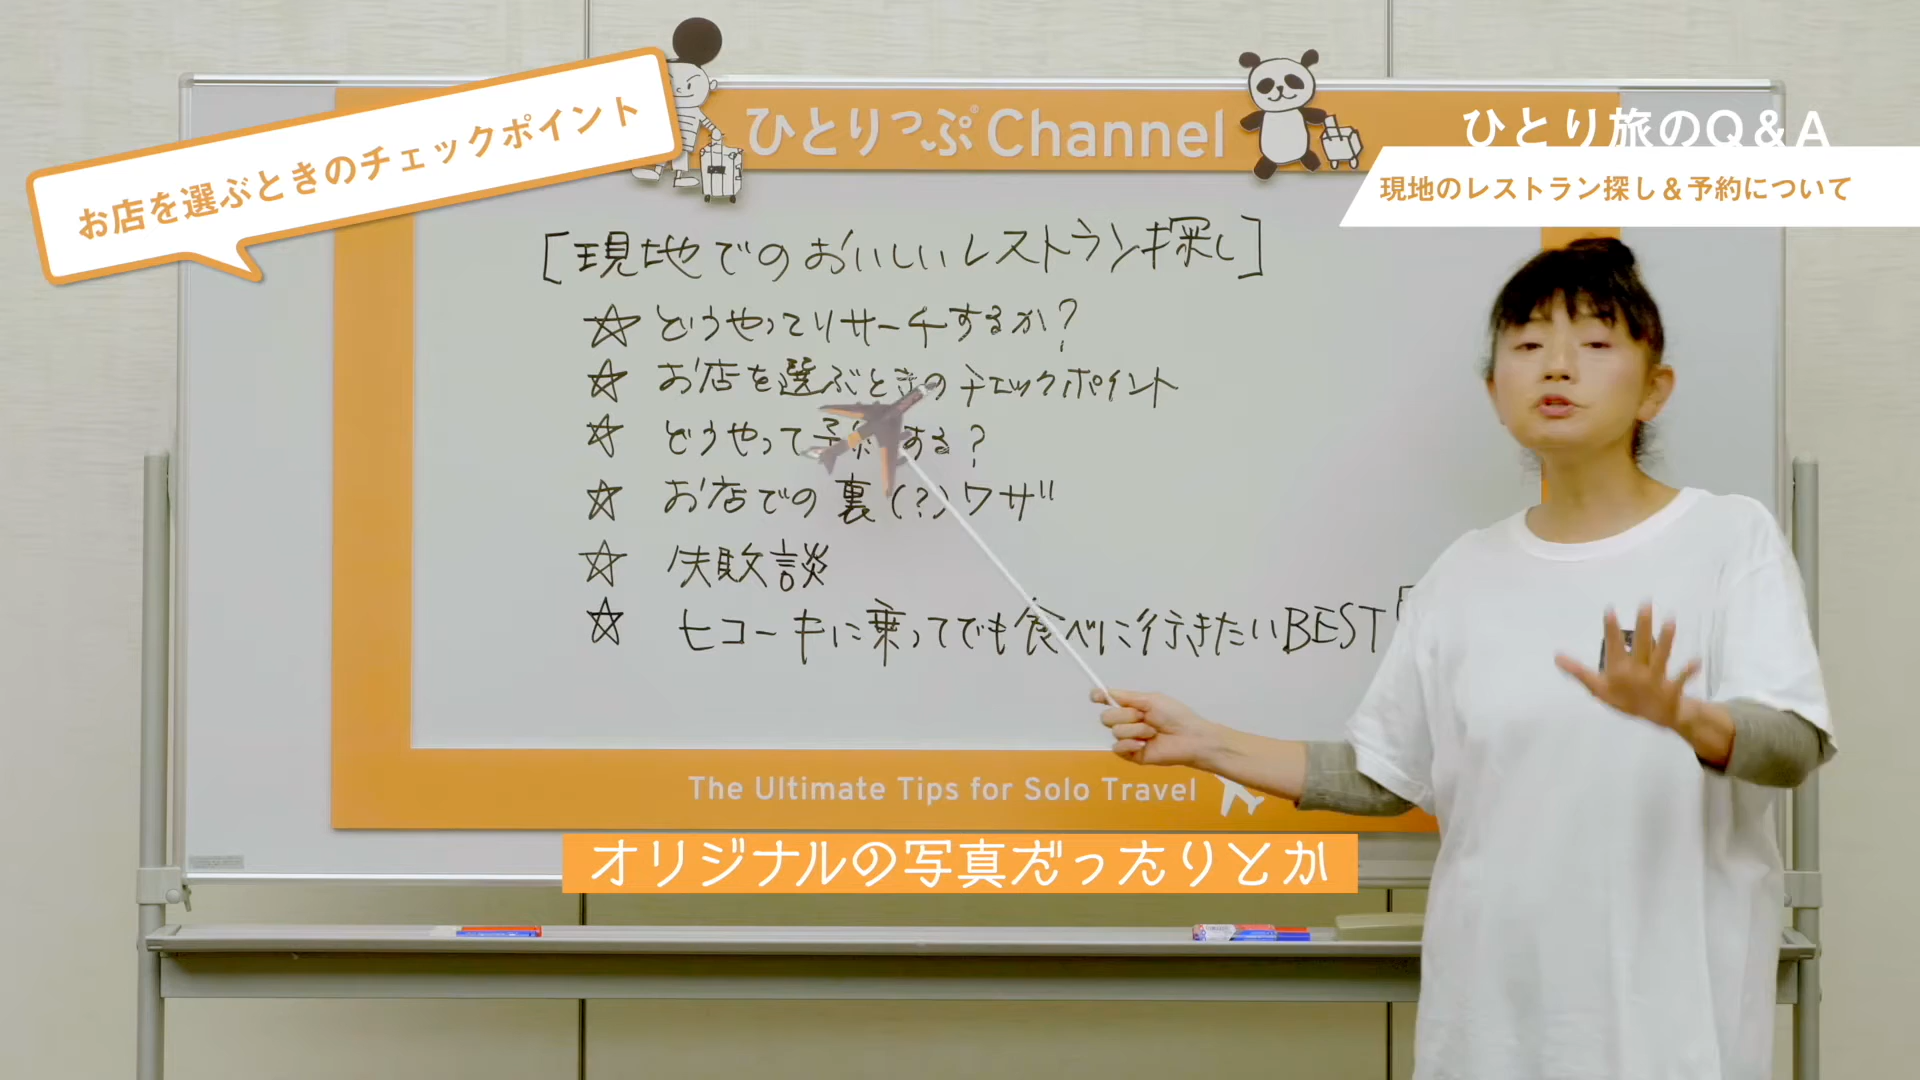 お店を選ぶときのチェックポイント
ひとりっぷ® Channel
ひとり旅のQ&A
現地のレストラン探し&予約について
[現地でのおいしいレストラン探し]
☆ どうやってリサーチするか?
☆ お店を選ぶときのチェックポイント
☆ どうやって予約する?
☆ お店での裏(?)ワザ
☆ 失敗談
☆ ヒコーキに乗ってでも食べに行きたいBEST
The Ultimate Tips for Solo Travel
オリジナルの写真だったりとか